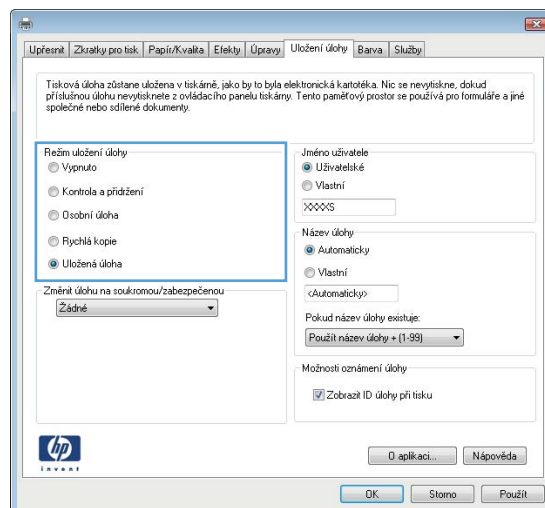 Upřesnit Zkratky pro tisk Papír/Kvalita Efekty Úpravy Uložení úlohy Barva Služby
Tisková úloha zůstane uložena v tiskárně, jako by to byla elektronická kartotéka. Nic se nevytiskne, dokud
příslušnou úlohu nevytisknete z ovládacího panelu tiskárny. Tento paměťový prostor se používá pro formuláře a jiné
společné nebo sdílené dokumenty.
Režim uložení úlohy
Vypnuto
Kontrola a přidržení
Osobní úloha
Rychlá kopie
Uložená úloha
Změnit úlohu na soukromou/zabezpečenou
Žádné
Jméno uživatele
Uživatelské
Vlastní
XXXXS
Název úlohy
Automaticky
Vlastní
<Automaticky>
Pokud název úlohy existuje:
Použít název úlohy + (1-99)
Možnosti oznámení úlohy
Zobrazit ID úlohy při tisku
hp
invent
O aplikaci... Nápověda
OK Storno Použít